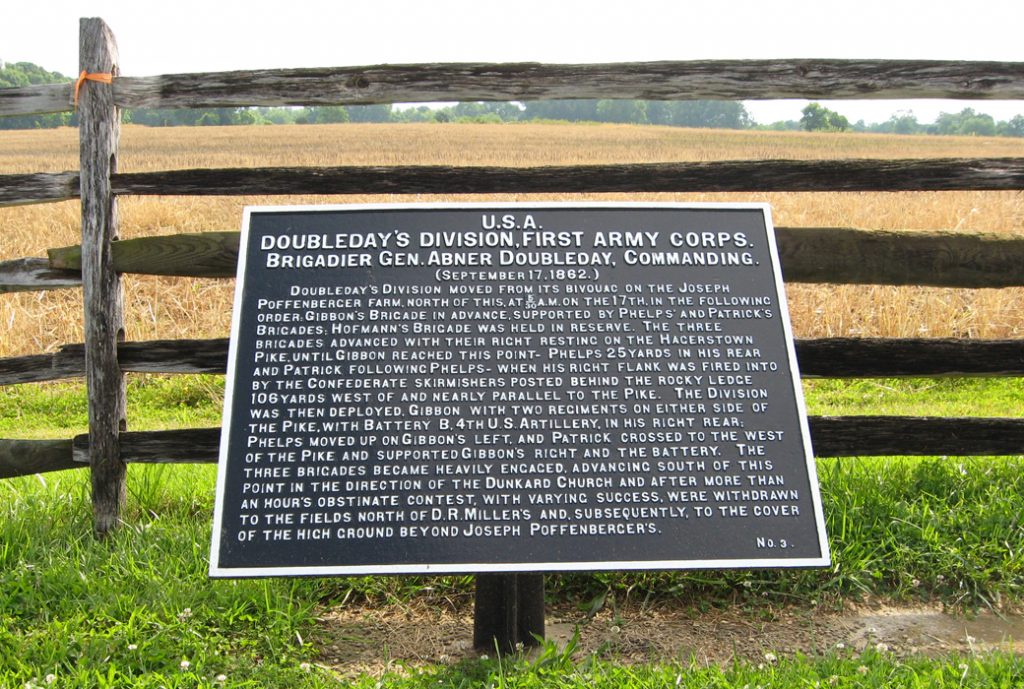 U.S.A.
DOUBLEDAY'S DIVISION, FIRST ARMY CORPS.
BRIGADIER GEN. ABNER DOUBLEDAY, COMMANDING.
(SEPTEMBER 17, 1862.)
DOUBLEDAY'S DIVISION MOVED FROM ITS BIVOUAC ON THE JOSEPH
POFFENBERGER FARM, NORTH OF THIS, AT A.M. ON THE 17TH, IN THE FOLLOWING
ORDER: GIBBON'S BRIGADE IN ADVANCE, SUPPORTED BY PHELPS' AND PATRICK'S
BRIGADES; HOFMANN'S BRIGADE WAS HELD IN RESERVE. THE THREE
BRIGADES ADVANCED WITH THEIR RIGHT RESTING ON THE HAGERSTOWN
PIKE, UNTIL GIBBON REACHED THIS POINT- PHELPS 25 YARDS IN HIS REAR
AND PATRICK FOLLOWING PHELPS- WHEN HIS RIGHT FLANK WAS FIRED INTO
BY THE CONFEDERATE SKIRMISHERS POSTED BEHIND THE ROCKY LEDGE
106 YARDS WEST OF AND NEARLY PARALLEL TO THE PIKE. THE DIVISION
WAS THEN DEPLOYED, GIBBON WITH TWO REGIMENTS ON EITHER SIDE OF
THE PIKE, WITH BATTERY B, 4TH U.S. ARTILLERY, IN HIS RIGHT REAR;
PHELPS MOVED UP ON GIBBON'S LEFT, AND PATRICK CROSSED TO THE WEST
OF THE PIKE AND SUPPORTED GIBBON'S RIGHT AND THE BATTERY. THE
THREE BRIGADES BECAME HEAVILY ENGAGED, ADVANCING SOUTH OF THIS
POINT IN THE DIRECTION OF THE DUNKARD CHURCH AND AFTER MORE THAN
AN HOUR'S OBSTINATE CONTEST, WITH VARYING SUCCESS, WERE WITHDRAWN
TO THE FIELDS NORTH OF D.R. MILLER'S AND, SUBSEQUENTLY, TO THE COVER
OF THE HIGH GROUND BEYOND JOSEPH POFFENBERGER'S.
NO. 3.